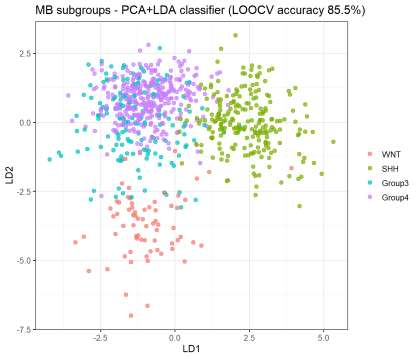 MB subgroups - PCA+LDA classifier (LOOCV accuracy 85.5%)
2.5
0.0
-2.5
-5.0
-7.5
LD2
-2.5
0.0
2.5
5.0
LD1
WNT
SHH
Group3
Group4